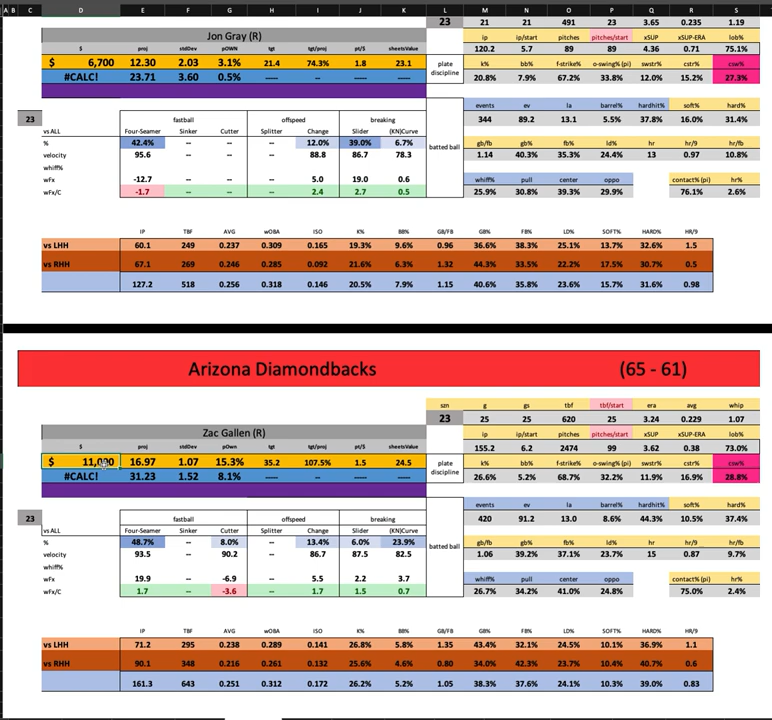 A B C D E F G H I J K L M N O P Q R S
23 21 21 491 23 3.65 0.235 1.19
Jon Gray (R) ip ip/start pitches pitches/start xSUP xSUP-ERA lob%
$ proj stdDev pOWN tgt tgt/proj pt/$ sheetsValue 120.2 5.7 89 89 4.36 0.71 75.1%
$ 6,700 12.30 2.03 3.1% 21.4 74.3% 1.8 23.1 plate discipline k% bb% f-strike% o-swing% (pi) swstr% cstr% csw%
#CALC! 23.71 3.60 0.5% ---- -- ---- ---- 20.8% 7.9% 67.2% 33.8% 12.0% 15.2% 27.3%
events ev la barrel% hardhit% soft% hard%
23 fastball offspeed breaking 344 89.2 13.1 5.5% 37.8% 16.0% 31.4%
vs ALL Four-Seamer Sinker Cutter Splitter Change Slider (KN)Curve
% 42.4% -- -- -- 12.0% 39.0% 6.7% batted ball gb/fb gb% fb% ld% hr hr/9 hr/fb
velocity 95.6 -- -- -- 88.8 86.7 78.3 1.14 40.3% 35.3% 24.4% 13 0.97 10.8%
whiff%
wFx -12.7 -- -- -- 5.0 19.0 0.6 whiff% pull center oppo contact% (pi) hr%
wFx/C -1.7 -- -- -- 2.4 2.7 0.5 25.9% 30.8% 39.3% 29.9% 76.1% 2.6%
IP TBF AVG wOBA ISO K% BB% GB/FB GB% FB% LD% SOFT% HARD% HR/9
vs LHH 60.1 249 0.237 0.309 0.165 19.3% 9.6% 0.96 36.6% 38.3% 25.1% 13.7% 32.6% 1.5
vs RHH 67.1 269 0.246 0.285 0.092 21.6% 6.3% 1.32 44.3% 33.5% 22.2% 17.5% 30.7% 0.5
127.2 518 0.256 0.318 0.146 20.5% 7.9% 1.15 40.6% 35.8% 23.6% 15.7% 31.6% 0.98
Arizona Diamondbacks (65 - 61)
szn g gs tbf tbf/start era avg whip
23 25 25 620 25 3.24 0.229 1.07
Zac Gallen (R) ip ip/start pitches pitches/start xSUP xSUP-ERA lob%
$ proj stdDev pOwn tgt tgt/proj pt/$ sheetsValue 155.2 6.2 2474 99 3.62 0.38 73.0%
$ 11,000 16.97 1.07 15.3% 35.2 107.5% 1.5 24.5 plate discipline k% bb% f-strike% o-swing% (pi) swstr% cstr% csw%
#CALC! 31.23 1.52 8.1% ---- -- ---- ---- 26.6% 5.2% 68.7% 32.2% 11.9% 16.9% 28.8%
events ev la barrel% hardhit% soft% hard%
23 fastball offspeed breaking 420 91.2 13.0 8.6% 44.3% 10.5% 37.4%
vs ALL Four-Seamer Sinker Cutter Splitter Change Slider (KN)Curve
% 48.7% -- 8.0% -- 13.4% 6.0% 23.9% batted ball gb/fb gb% fb% ld% hr hr/9 hr/fb
velocity 93.5 -- 90.2 -- 86.7 87.5 82.5 1.06 39.2% 37.1% 23.7% 15 0.87 9.7%
whiff%
wFx 19.9 -- -6.9 -- 5.5 2.2 3.7 whiff% pull center oppo contact% (pi) hr%
wFx/C 1.7 -- -3.6 -- 1.7 1.5 0.7 26.7% 34.2% 41.0% 24.8% 75.0% 2.4%
IP TBF AVG wOBA ISO K% BB% GB/FB GB% FB% LD% SOFT% HARD% HR/9
vs LHH 71.2 295 0.238 0.289 0.141 26.8% 5.8% 1.35 43.4% 32.1% 24.5% 10.1% 36.9% 1.1
vs RHH 90.1 348 0.216 0.261 0.132 25.6% 4.6% 0.80 34.0% 42.3% 23.7% 10.4% 40.7% 0.6
161.3 643 0.251 0.312 0.172 26.2% 5.2% 1.05 38.3% 37.6% 24.1% 10.3% 39.0% 0.83